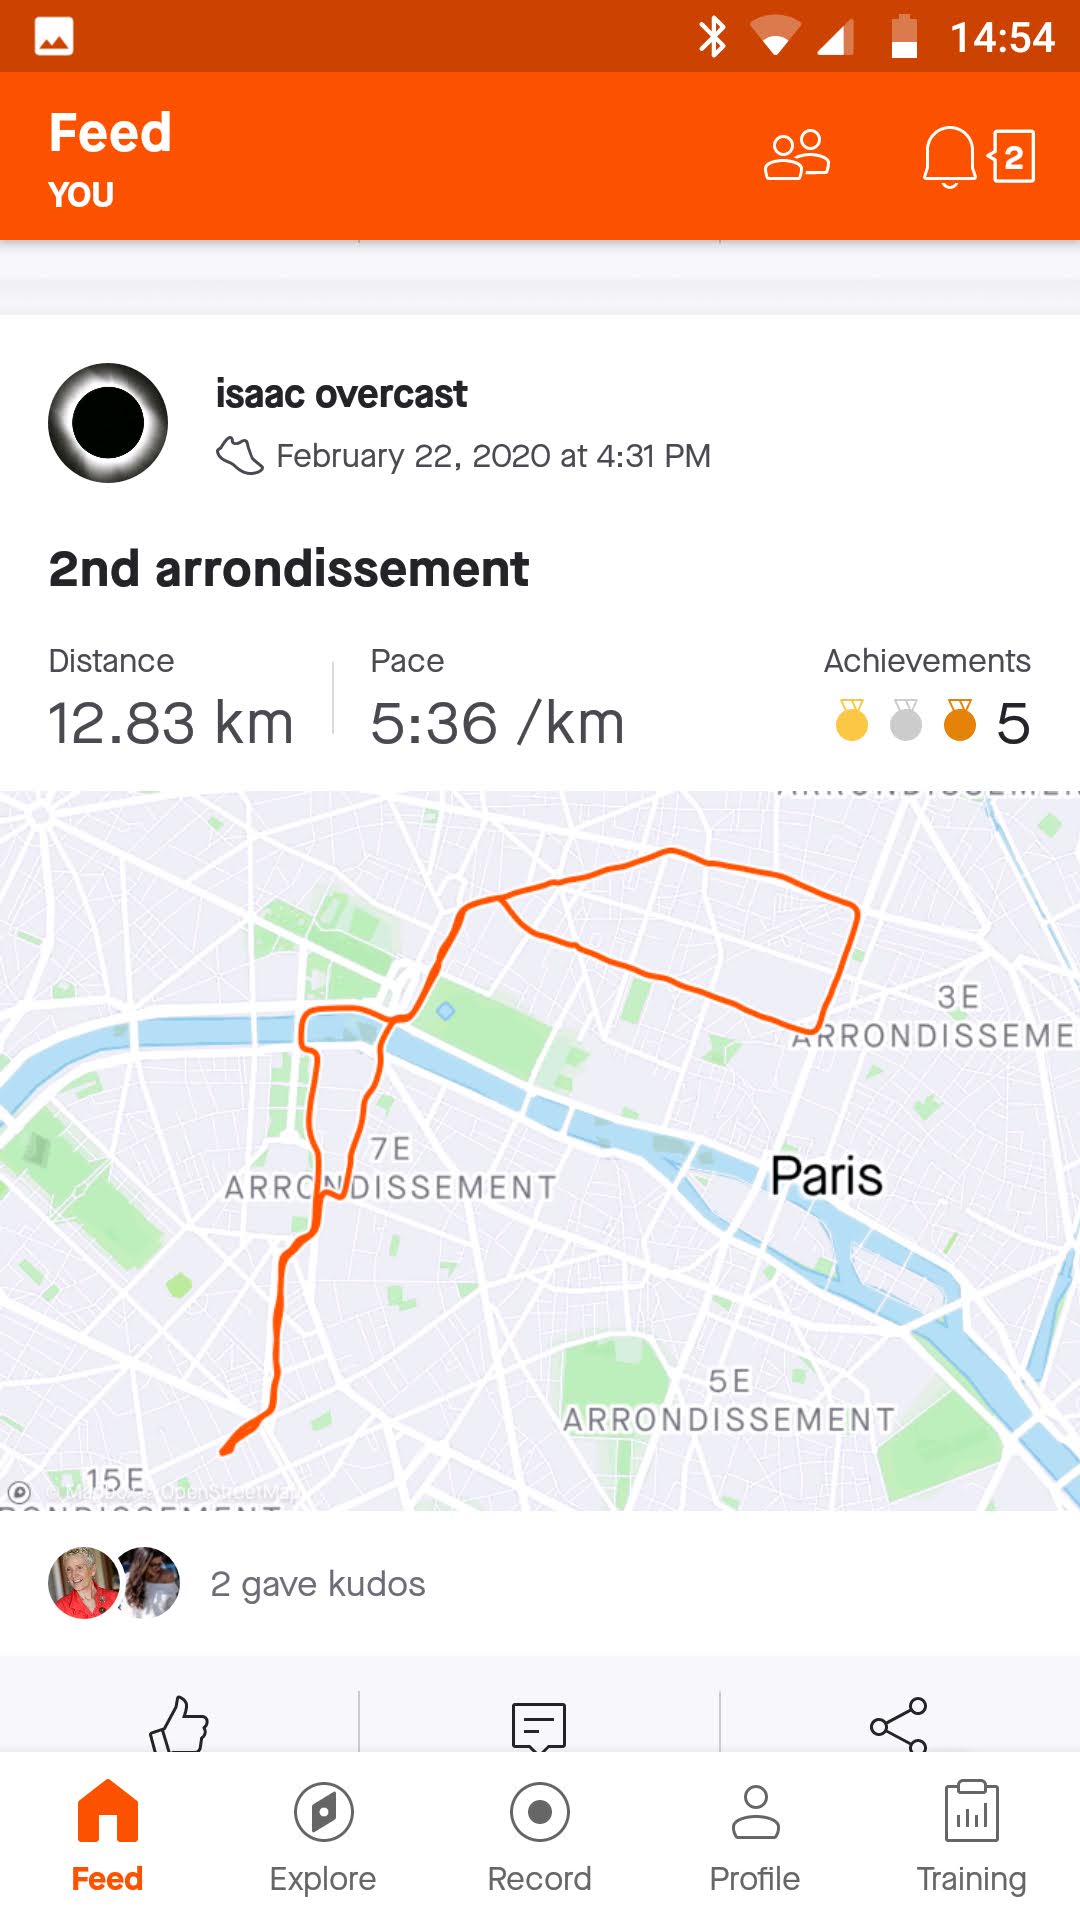 14:54
Feed
YOU
2
isaac overcast
February 22, 2020 at 4:31 PM
2nd arrondissement
Distance
Pace
Achievements
12.83 km
5:36 /km
5
3E
ARRONDISSEME
7E
ARRONDISSEMENT
Paris
5E
ARRONDISSEMENT
15E
© Mapbox © OpenStreetMap
2 gave kudos
Feed
Explore
Record
Profile
Training